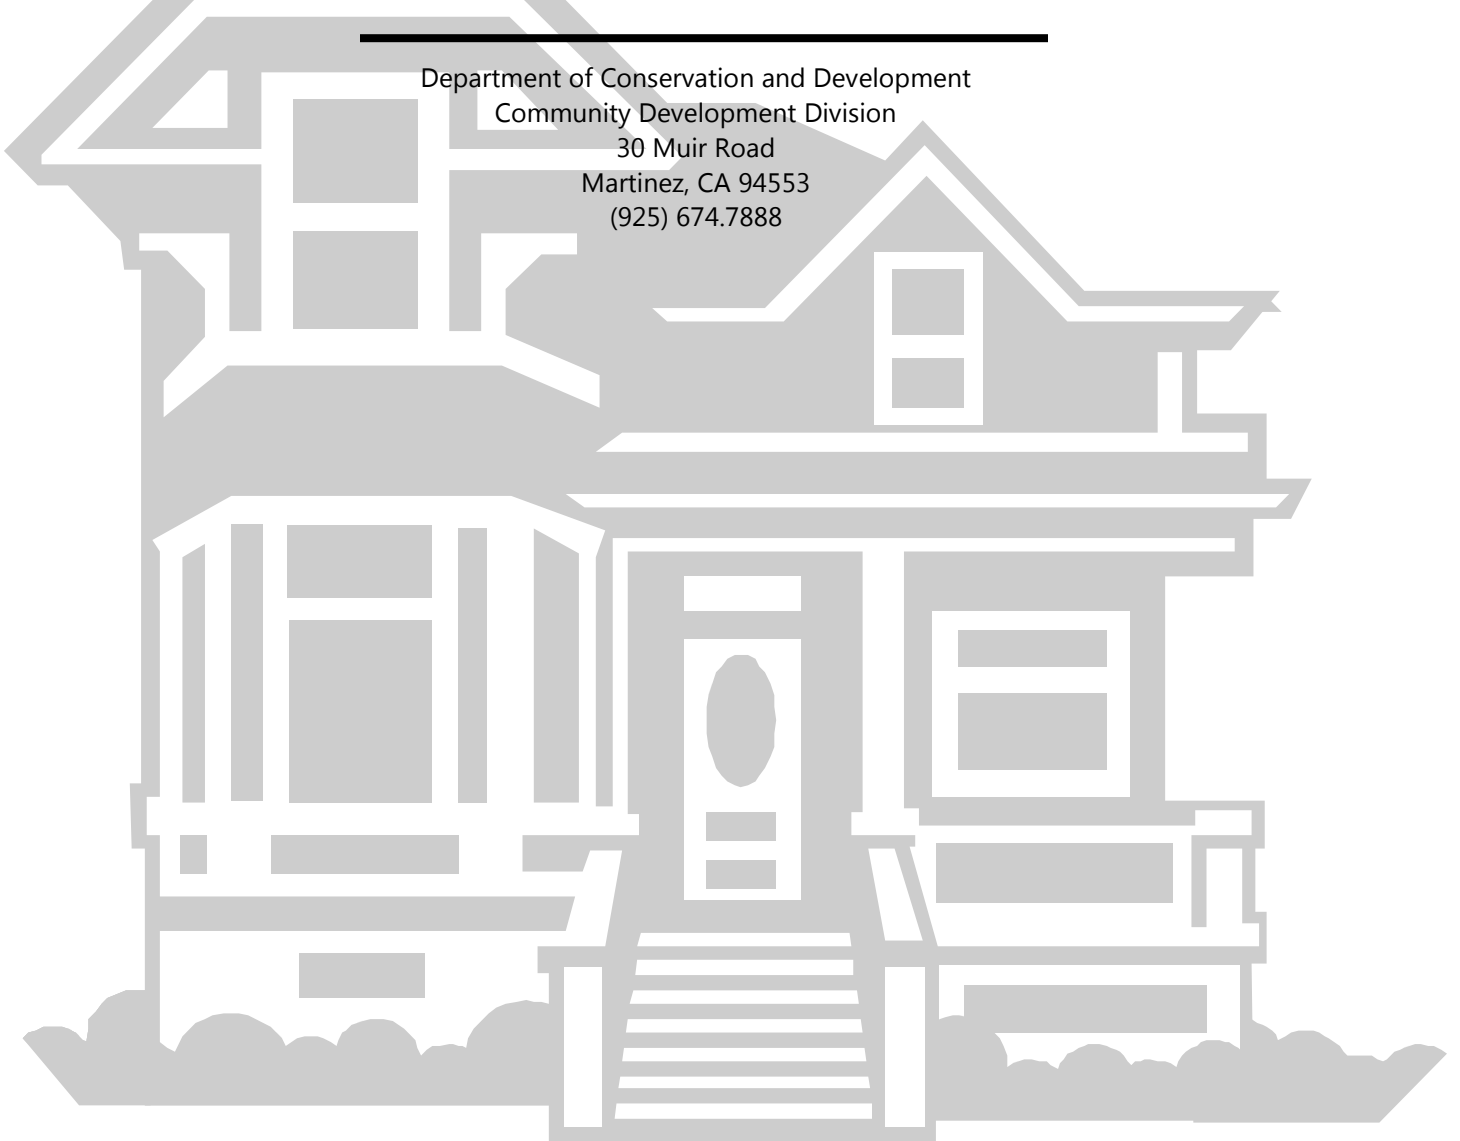 Department of Conservation and Development
Community Development Division
30 Muir Road
Martinez, CA 94553
(925) 674.7888